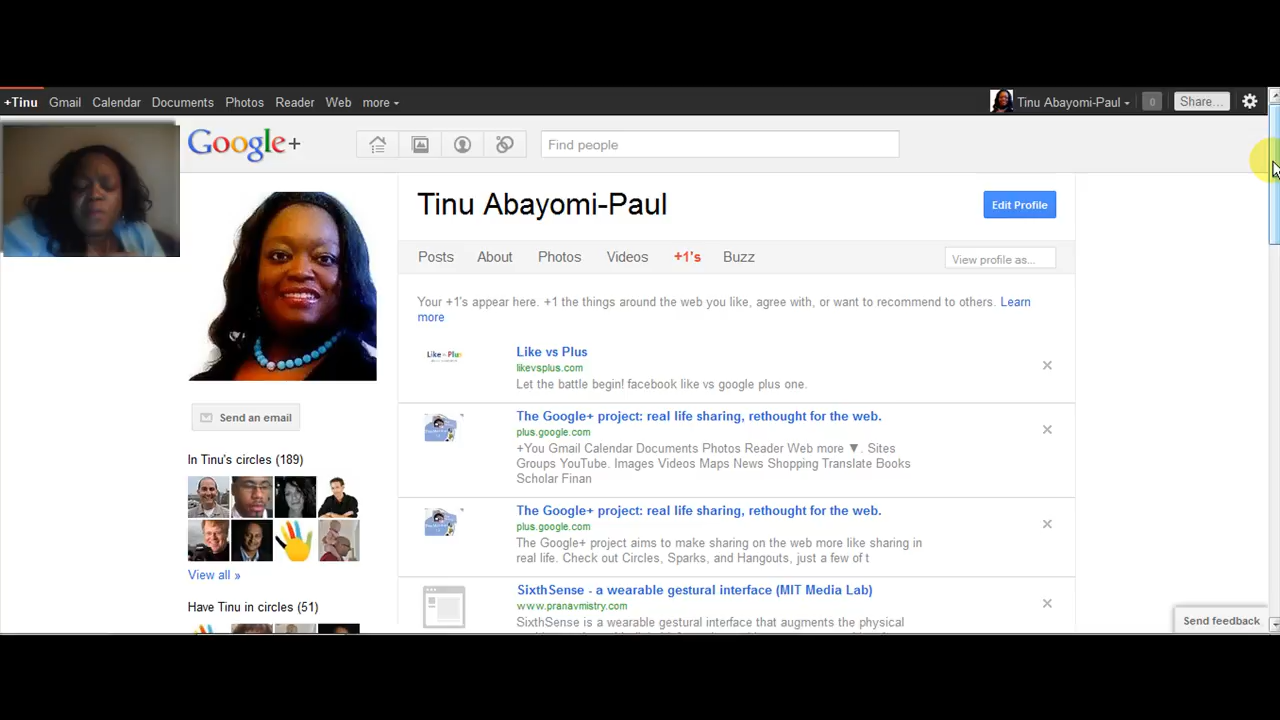 +Tinu Gmail Calendar Documents Photos Reader Web more
Tinu Abayomi-Paul 0 Share...
Google+
Find people
Tinu Abayomi-Paul
Edit Profile
Posts About Photos Videos +1's Buzz
View profile as...
Your +1's appear here. +1 the things around the web you like, agree with, or want to recommend to others. Learn
more
Like vs Plus
Like vs Plus
likevsplus.com
Let the battle begin! facebook like vs google plus one.
The Google+ project: real life sharing, rethought for the web.
plus.google.com
+You Gmail Calendar Documents Photos Reader Web more ▼. Sites
Groups YouTube. Images Videos Maps News Shopping Translate Books
Scholar Finan
The Google+ project: real life sharing, rethought for the web.
plus.google.com
The Google+ project aims to make sharing on the web more like sharing in
real life. Check out Circles, Sparks, and Hangouts, just a few of t
SixthSense - a wearable gestural interface (MIT Media Lab)
www.pranavmistry.com
SixthSense is a wearable gestural interface that augments the physical
Send an email
In Tinu's circles (189)
View all »
Have Tinu in circles (51)
Send feedback